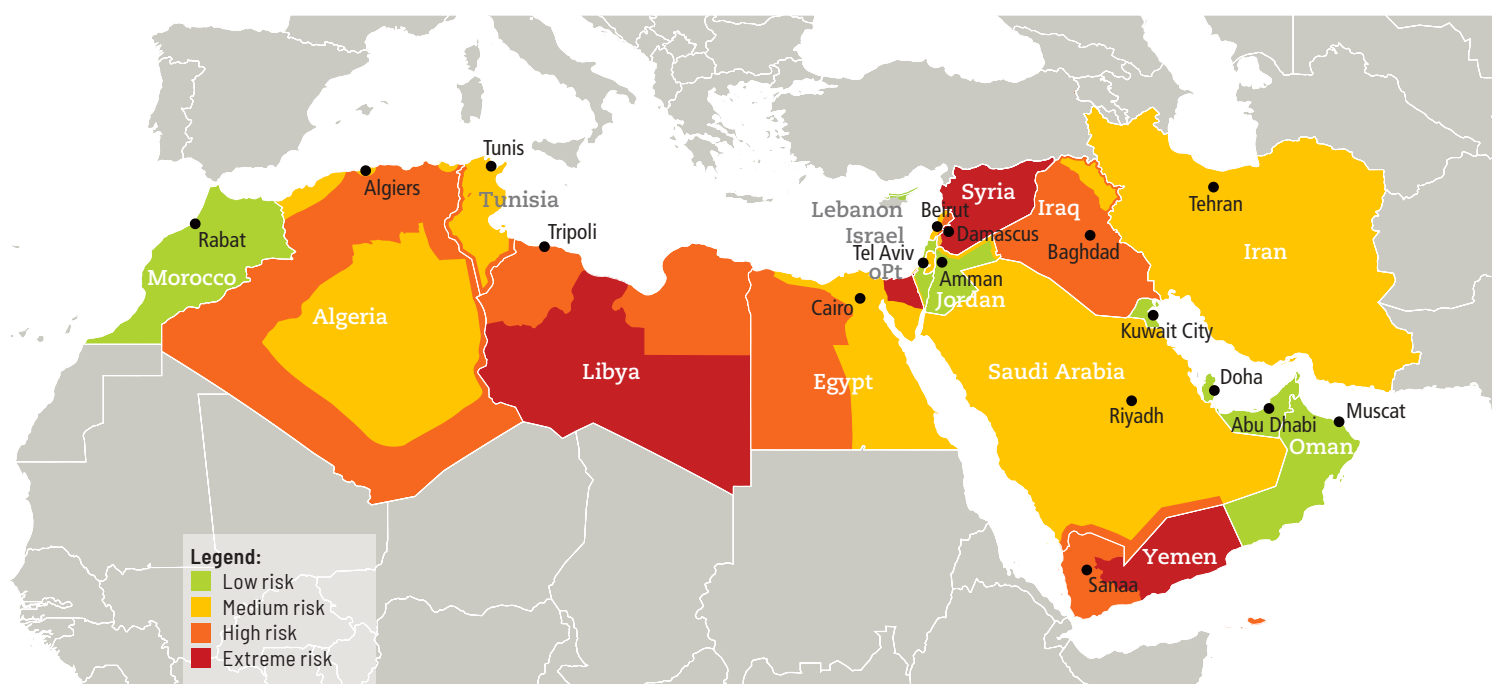 Tunis
Algiers
Tunisia
Rabat
Tripoli
Morocco
Algeria
Libya
Lebanon
Beirut
Syria
Israel
Damascus
Tel Aviv
oPt
Amman
Jordan
Cairo
Egypt
Iraq
Baghdad
Tehran
Iran
Kuwait City
Saudi Arabia
Riyadh
Doha
Abu Dhabi
Muscat
Oman
Yemen
Sanaa
Legend:
Low risk
Medium risk
High risk
Extreme risk